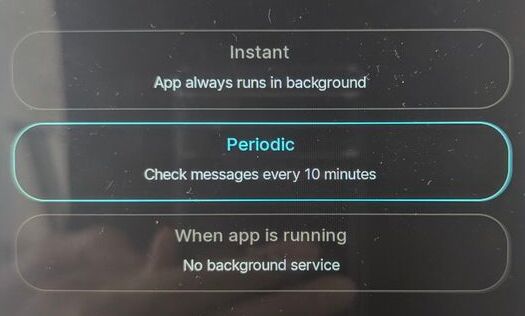 Instant
App always runs in background
Periodic
Check messages every 10 minutes
When app is running
No background service